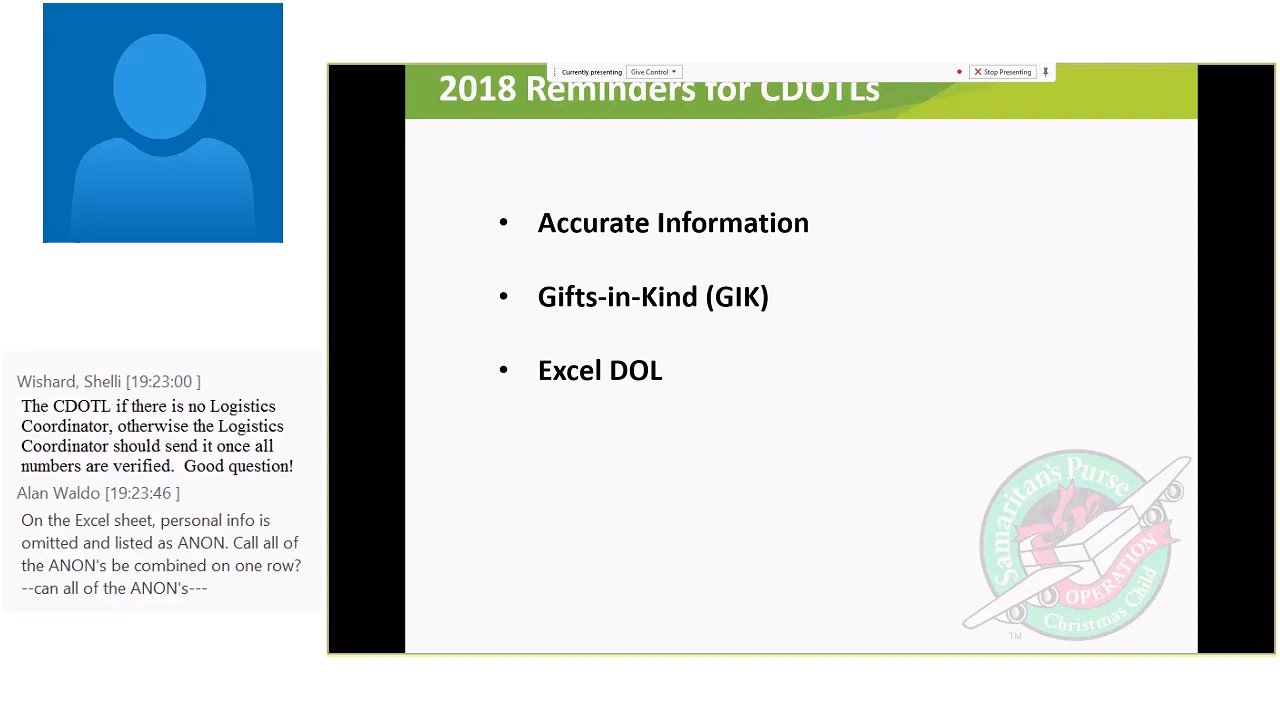 Currently presenting
Give Control
Stop Presenting
2018 Reminders for CDOTLs
• Accurate Information
• Gifts-in-Kind (GIK)
• Excel DOL
Samaritan's Purse
OPERATION
Christmas Child
TM
Wishard, Shelli [19:23:00 ]
The CDOTL if there is no Logistics
Coordinator, otherwise the Logistics
Coordinator should send it once all
numbers are verified.  Good question!
Alan Waldo [19:23:46 ]
On the Excel sheet, personal info is
omitted and listed as ANON. Call all of
the ANON's be combined on one row?
--can all of the ANON's---